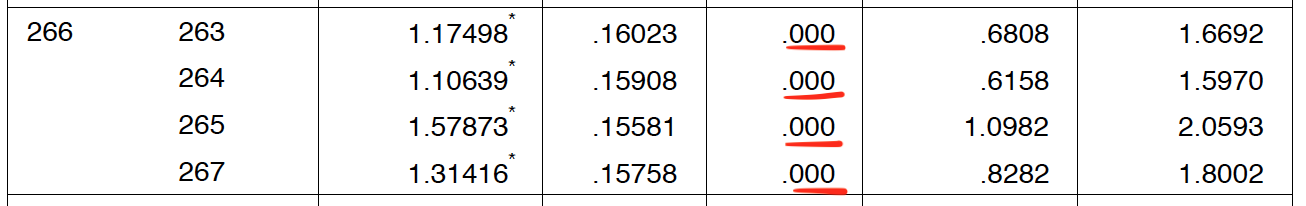 266 263 1.17498* .16023 .000 .6808 1.6692
264 1.10639* .15908 .000 .6158 1.5970
265 1.57873* .15581 .000 1.0982 2.0593
267 1.31416* .15758 .000 .8282 1.8002